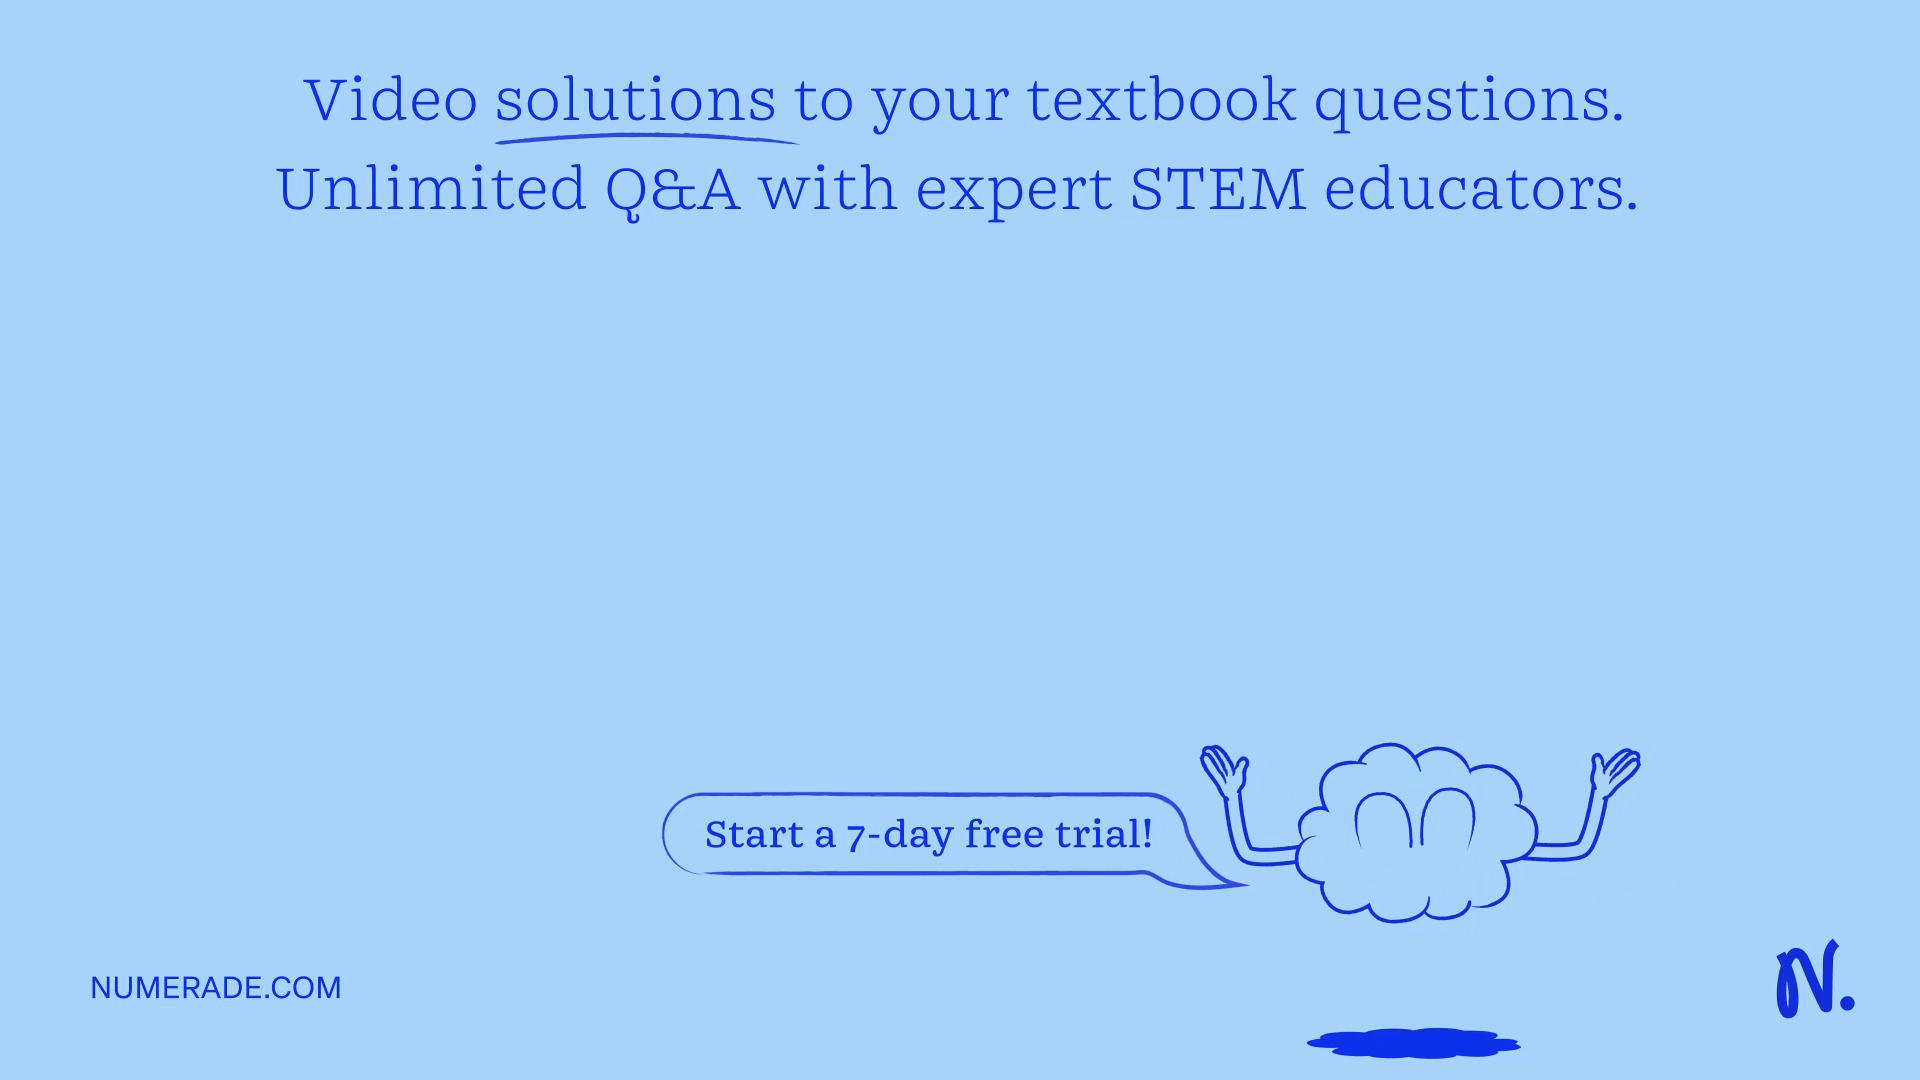 Video solutions to your textbook questions.
Unlimited Q&A with expert STEM educators.
Start a 7-day free trial!
NUMERADE.COM
N.